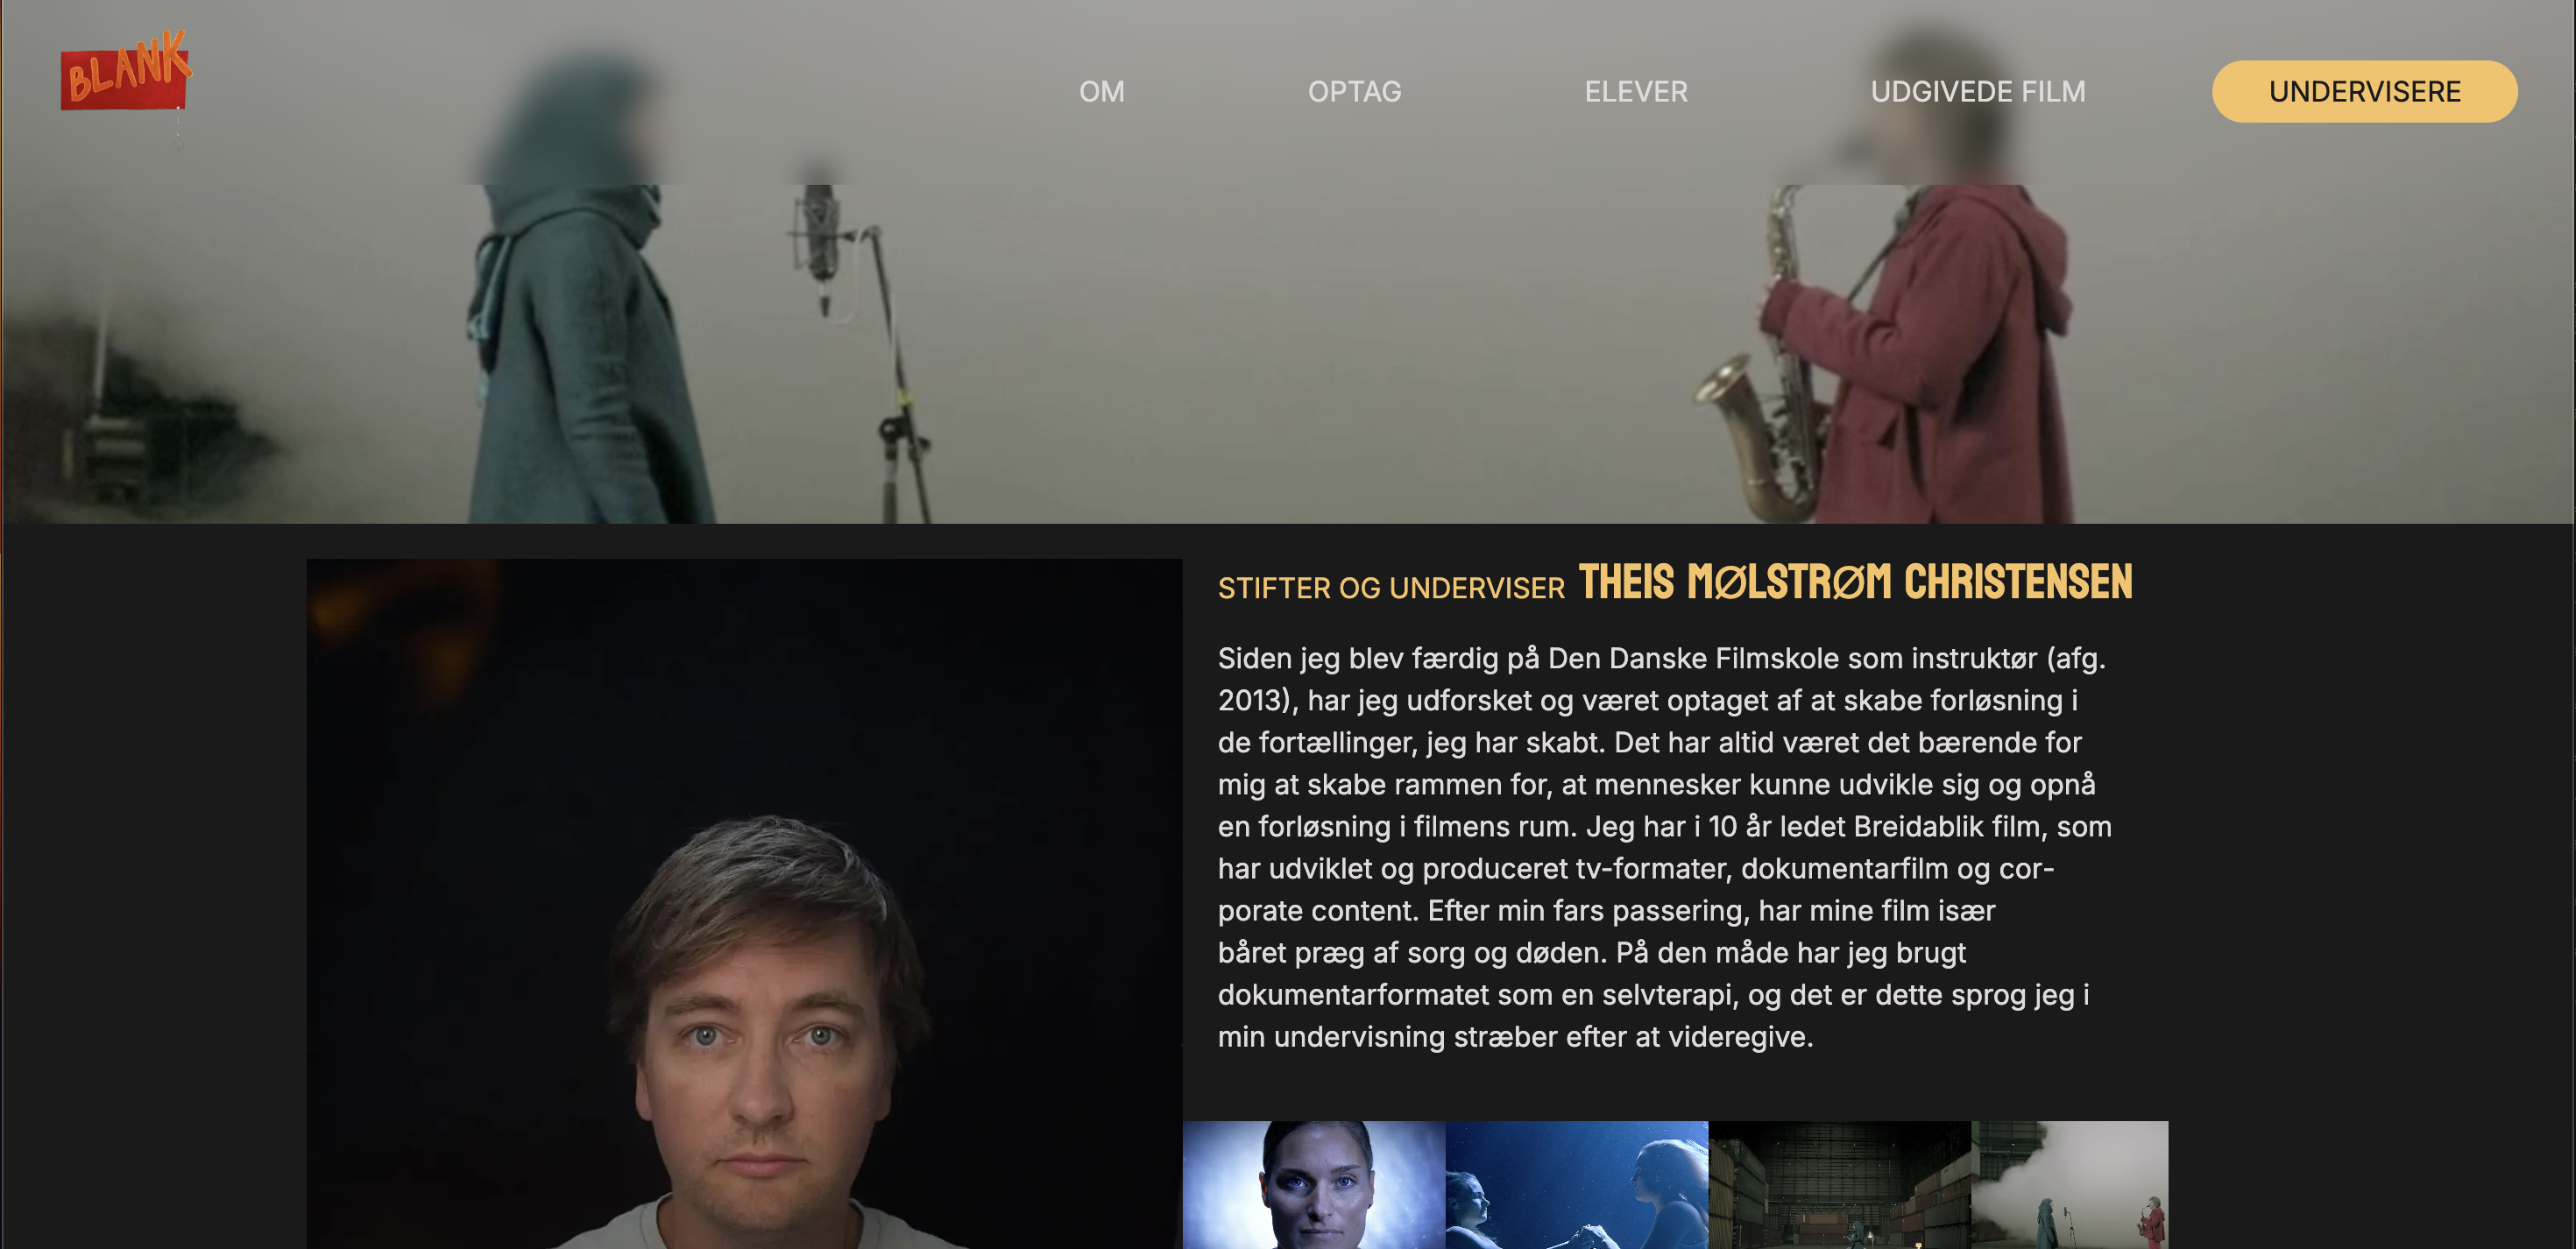 BLANK
OM OPTAG ELEVER UDGIVEDE FILM UNDERVISERE
STIFTER OG UNDERVISER THEIS MØLSTRØM CHRISTENSEN
Siden jeg blev færdig på Den Danske Filmskole som instruktør (afg.
2013), har jeg udforsket og været optaget af at skabe forløsning i
de fortællinger, jeg har skabt. Det har altid været det bærende for
mig at skabe rammen for, at mennesker kunne udvikle sig og opnå
en forløsning i filmens rum. Jeg har i 10 år ledet Breidablik film, som
har udviklet og produceret tv-formater, dokumentarfilm og cor-
porate content. Efter min fars passering, har mine film især
båret præg af sorg og døden. På den måde har jeg brugt
dokumentarformatet som en selvterapi, og det er dette sprog jeg i
min undervisning stræber efter at videregive.